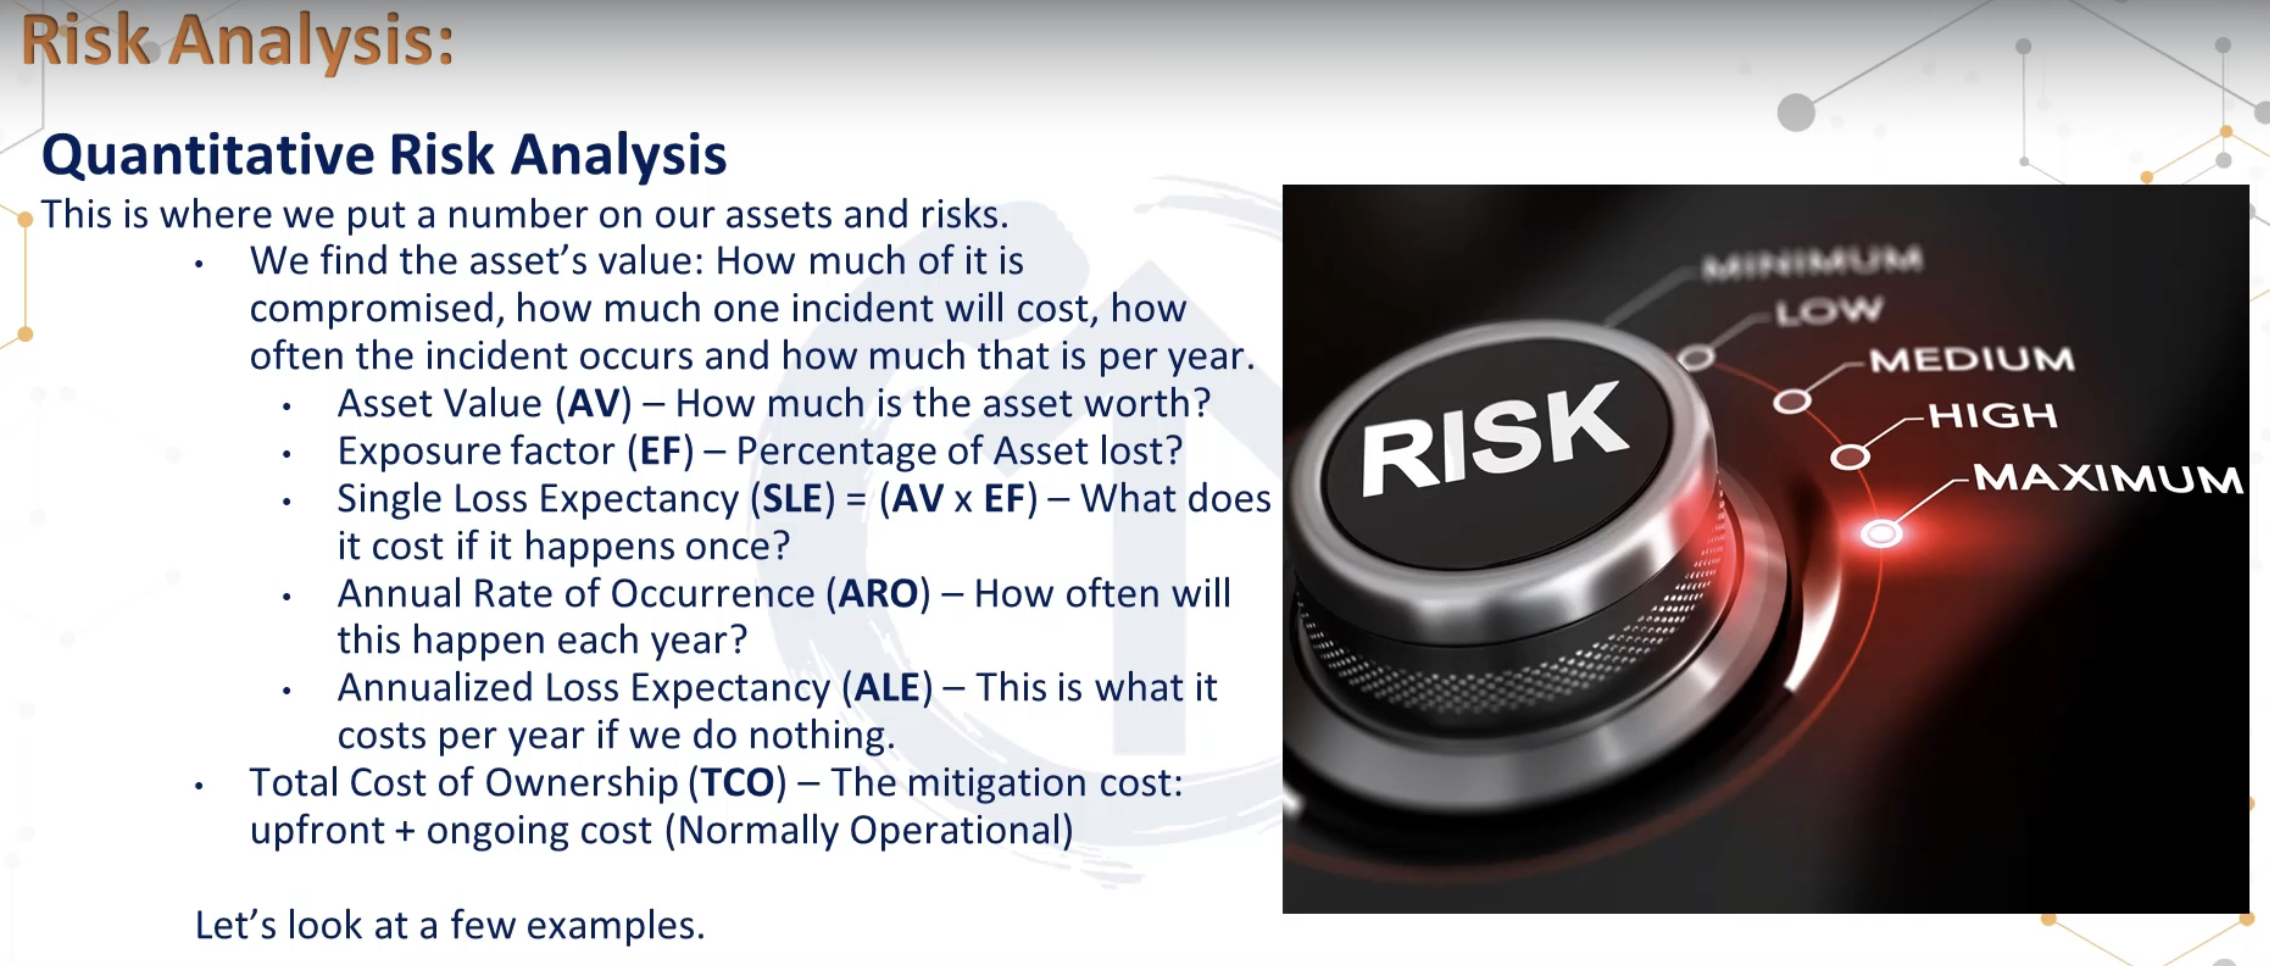 Risk Analysis:
Quantitative Risk Analysis
This is where we put a number on our assets and risks.
• We find the asset’s value: How much of it is
compromised, how much one incident will cost, how
often the incident occurs and how much that is per year.
• Asset Value (AV) – How much is the asset worth?
• Exposure factor (EF) – Percentage of Asset lost?
• Single Loss Expectancy (SLE) = (AV x EF) – What does
it cost if it happens once?
• Annual Rate of Occurrence (ARO) – How often will
this happen each year?
• Annualized Loss Expectancy (ALE) – This is what it
costs per year if we do nothing.
• Total Cost of Ownership (TCO) – The mitigation cost:
upfront + ongoing cost (Normally Operational)
Let’s look at a few examples.
MINIMUM
LOW
MEDIUM
HIGH
MAXIMUM
RISK